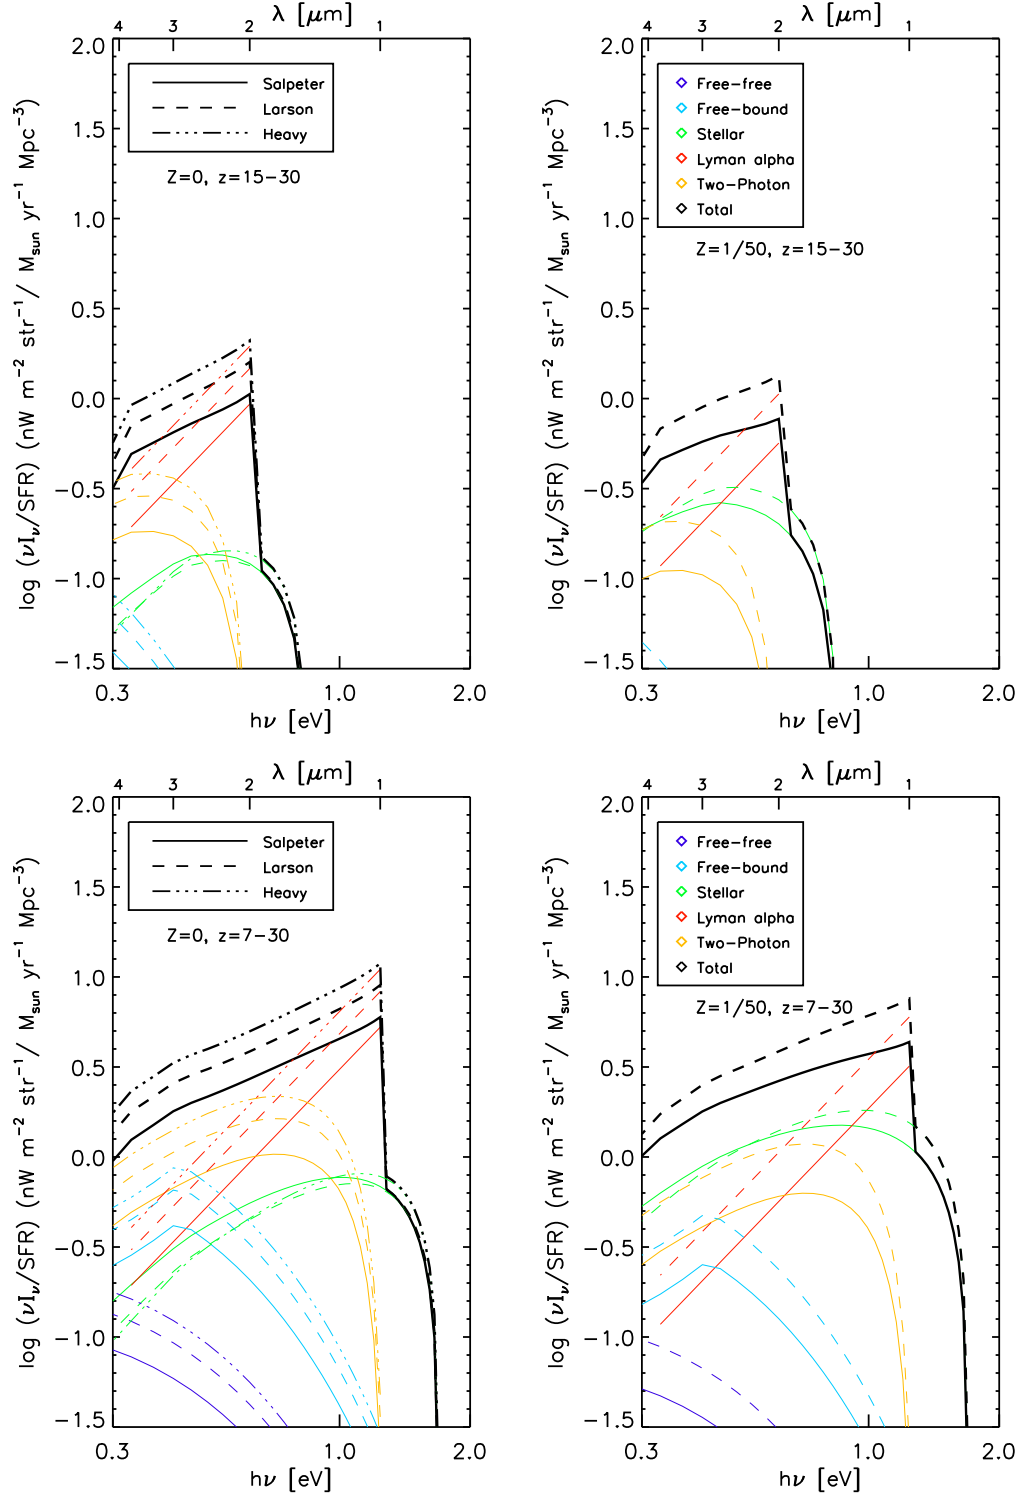 λ [μm]
4 3 2 1
2.0
1.5
1.0
0.5
0.0
−0.5
−1.0
−1.5
log (νIν/SFR) (nW m−2 str−1/ Msun yr−1 Mpc−3)
Salpeter
Larson
Heavy
Z=0, z=15−30
0.3 1.0 2.0
hν [eV]
λ [μm]
4 3 2 1
2.0
1.5
1.0
0.5
0.0
−0.5
−1.0
−1.5
log (νIν/SFR) (nW m−2 str−1/ Msun yr−1 Mpc−3)
Free−free
Free−bound
Stellar
Lyman alpha
Two−Photon
Total
Z=1/50, z=15−30
0.3 1.0 2.0
hν [eV]
λ [μm]
4 3 2 1
2.0
1.5
1.0
0.5
0.0
−0.5
−1.0
−1.5
log (νIν/SFR) (nW m−2 str−1/ Msun yr−1 Mpc−3)
Salpeter
Larson
Heavy
Z=0, z=7−30
0.3 1.0 2.0
hν [eV]
λ [μm]
4 3 2 1
2.0
1.5
1.0
0.5
0.0
−0.5
−1.0
−1.5
log (νIν/SFR) (nW m−2 str−1/ Msun yr−1 Mpc−3)
Free−free
Free−bound
Stellar
Lyman alpha
Two−Photon
Total
Z=1/50, z=7−30
0.3 1.0 2.0
hν [eV]